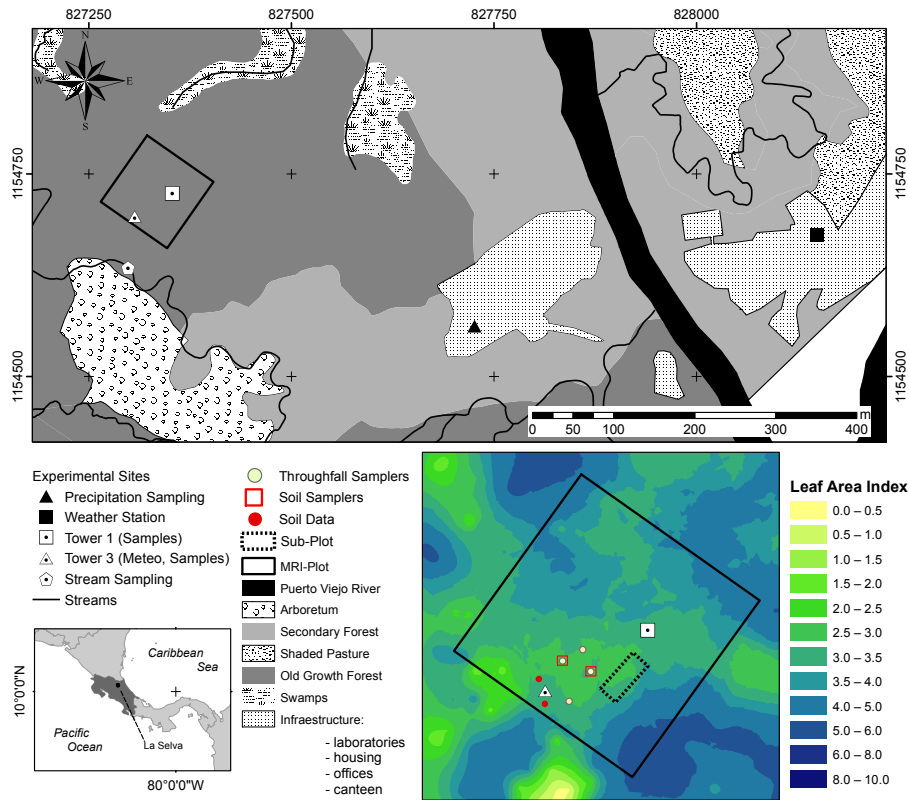 827250 827500 827750 828000
N
W E
S
1154750 1154750
1154500 1154500
m
0 50 100 200 300 400
Experimental Sites
Precipitation Sampling
Weather Station
Tower 1 (Samples)
Tower 3 (Meteo, Samples)
Stream Sampling
Streams
Throughfall Samplers
Soil Samplers
Soil Data
Sub-Plot
MRI-Plot
Puerto Viejo River
Arboretum
Secondary Forest
Shaded Pasture
Old Growth Forest
Swamps
Infraestructure:
- laboratories
- housing
- offices
- canteen
Caribbean
Sea
Pacific
Ocean
La Selva
10°0'0"N
80°0'0"W
Leaf Area Index
0.0 – 0.5
0.5 – 1.0
1.0 – 1.5
1.5 – 2.0
2.0 – 2.5
2.5 – 3.0
3.0 – 3.5
3.5 – 4.0
4.0 – 5.0
5.0 – 6.0
6.0 – 8.0
8.0 – 10.0